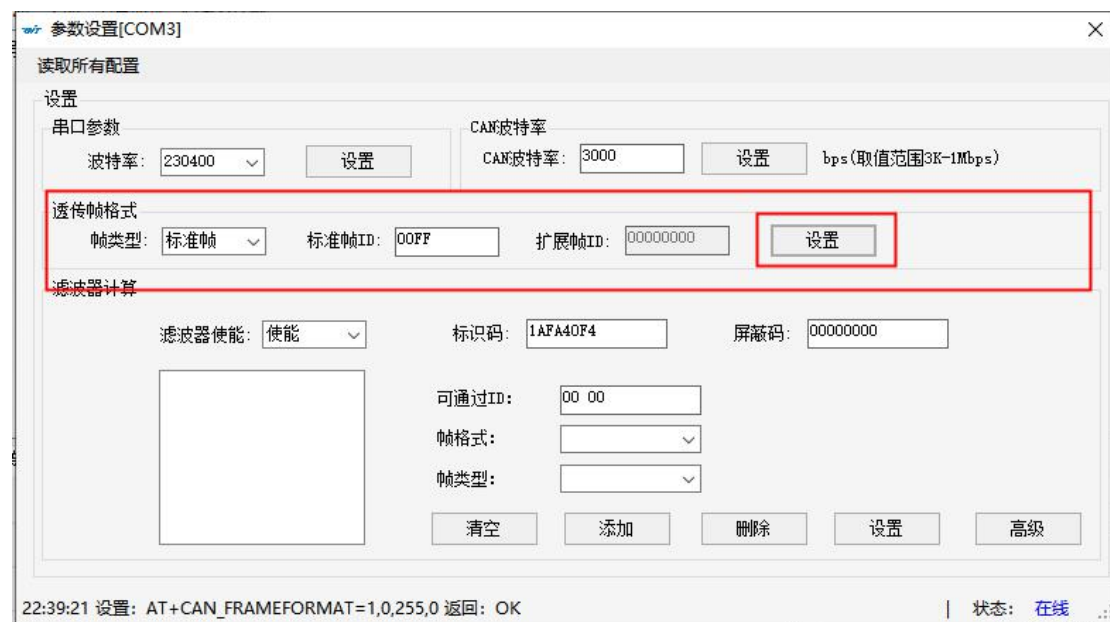 参数设置[COM3]
读取所有配置
设置
串口参数
CAN波特率
波特率: 230400 设置
CAN波特率: 3000 设置 bps(取值范围3K-1Mbps)
透传帧格式
帧类型: 标准帧 标准帧ID: 00FF 扩展帧ID: 00000000 设置
滤波器计算
滤波器使能: 使能 标识码: 1AFA40F4 屏蔽码: 00000000
可通过ID: 00 00
帧格式:
帧类型:
清空 添加 删除 设置 高级
22:39:21 设置: AT+CAN_FRAMEFORMAT=1,0,255,0 返回: OK | 状态: 在线